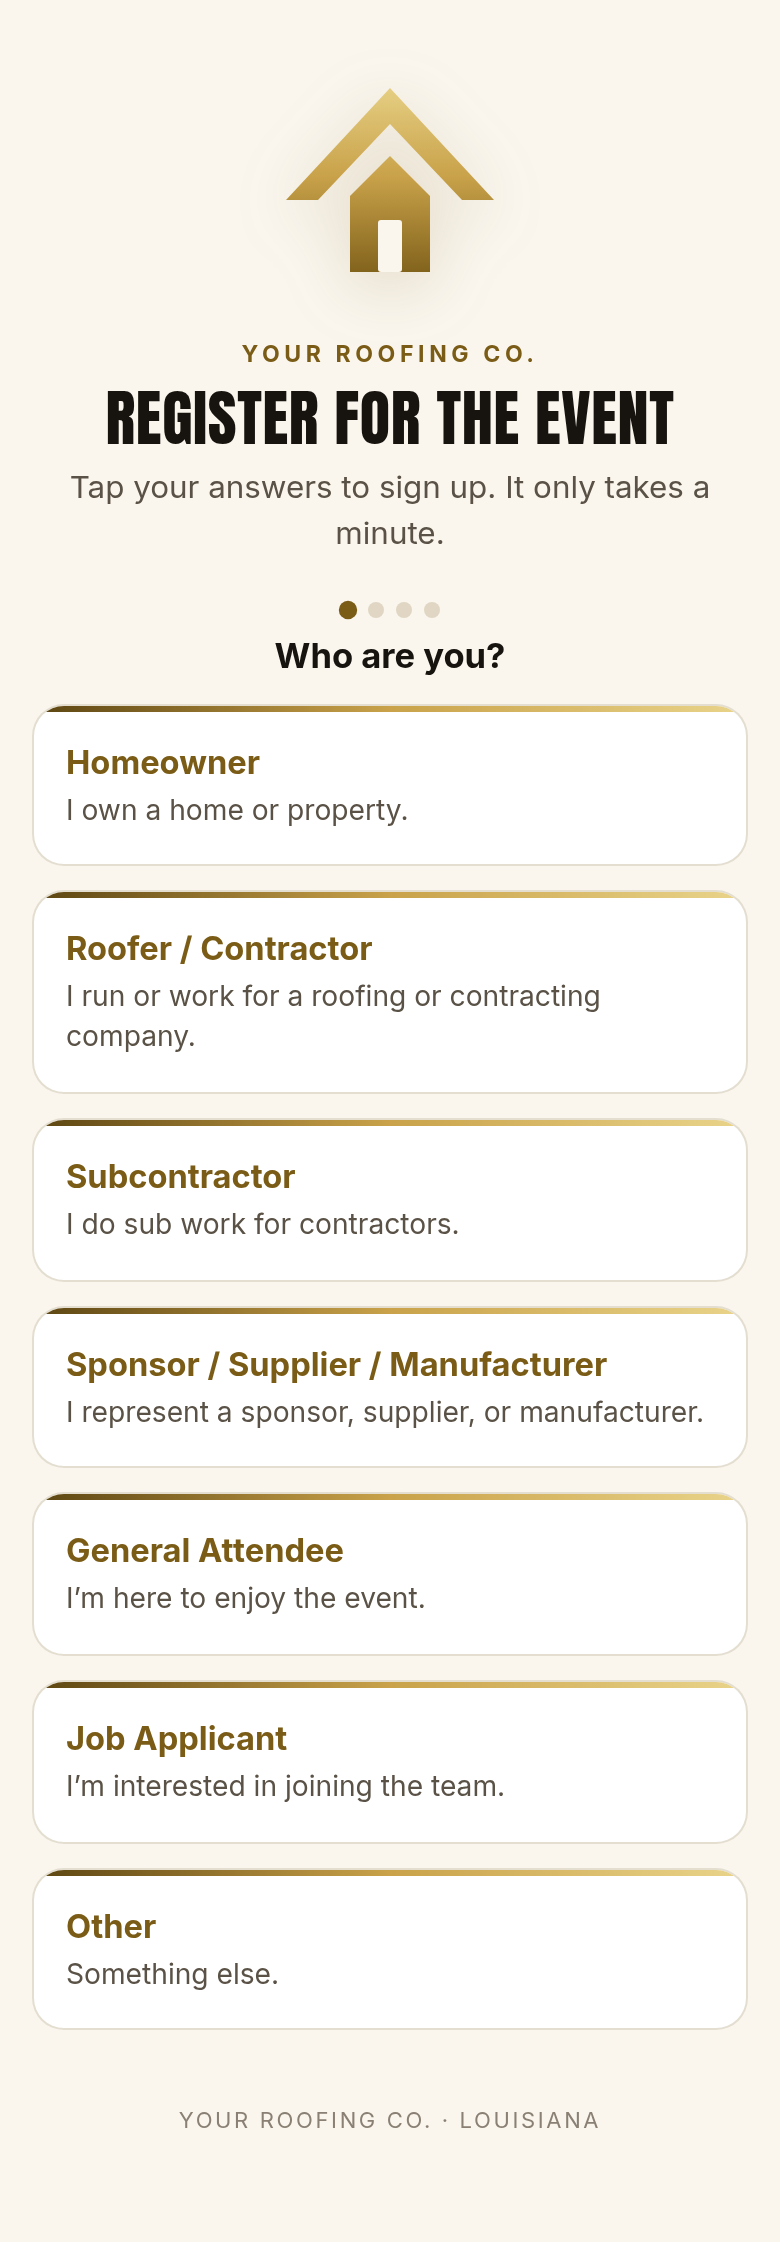 YOUR ROOFING CO.
REGISTER FOR THE EVENT
Tap your answers to sign up. It only takes a
minute.
Who are you?
Homeowner
I own a home or property.
Roofer / Contractor
I run or work for a roofing or contracting
company.
Subcontractor
I do sub work for contractors.
Sponsor / Supplier / Manufacturer
I represent a sponsor, supplier, or manufacturer.
General Attendee
I’m here to enjoy the event.
Job Applicant
I’m interested in joining the team.
Other
Something else.
YOUR ROOFING CO. · LOUISIANA